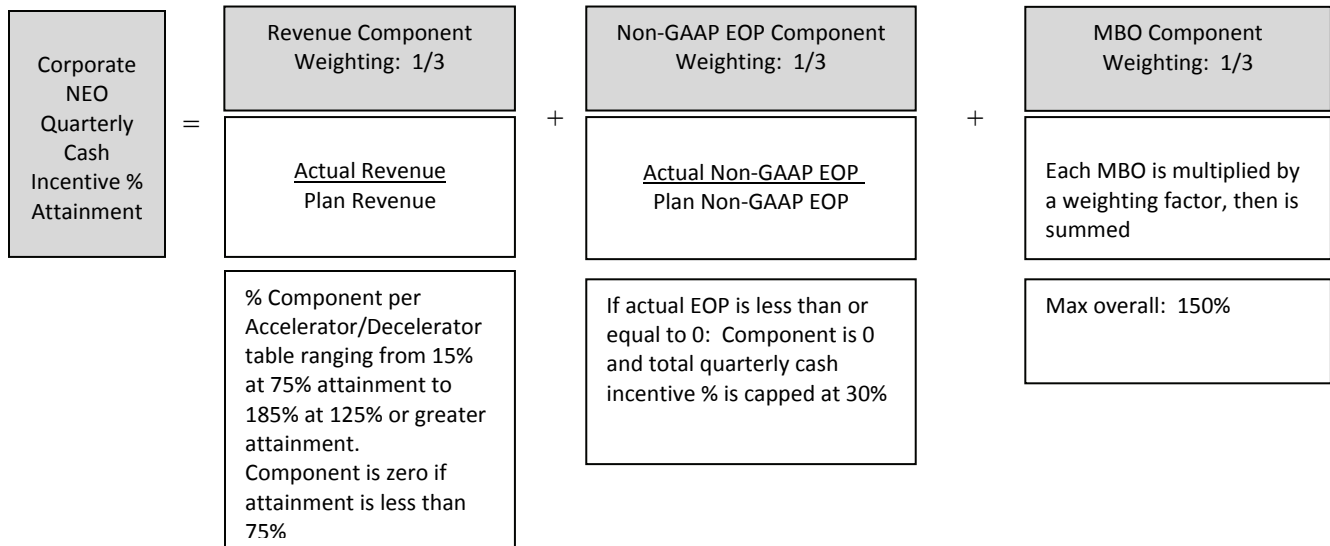 Corporate
NEO
Quarterly
Cash
Incentive %
Attainment
=
Revenue Component
Weighting: 1/3
Actual Revenue
Plan Revenue
% Component per
Accelerator/Decelerator
table ranging from 15%
at 75% attainment to
185% at 125% or greater
attainment.
Component is zero if
attainment is less than
75%
+
Non-GAAP EOP Component
Weighting: 1/3
Actual Non-GAAP EOP
Plan Non-GAAP EOP
If actual EOP is less than or
equal to 0: Component is 0
and total quarterly cash
incentive % is capped at 30%
+
MBO Component
Weighting: 1/3
Each MBO is multiplied by
a weighting factor, then is
summed
Max overall: 150%